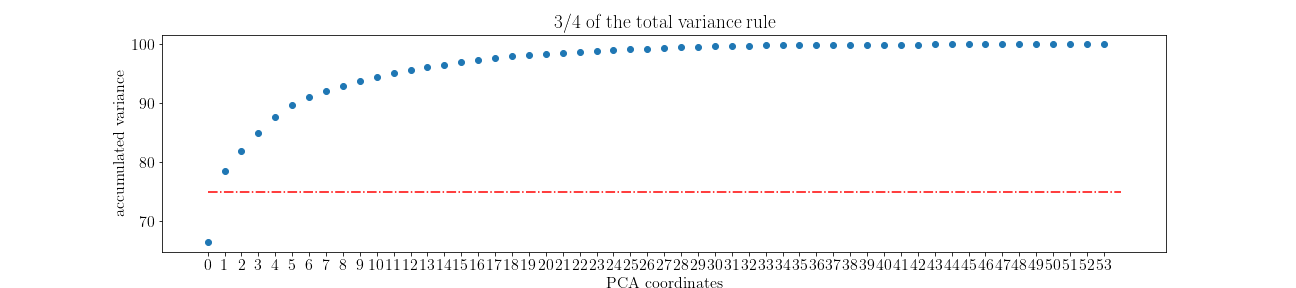 3/4 of the total variance rule
accumulated variance
100
90
80
70
0 1 2 3 4 5 6 7 8 9 10 11 12 13 14 15 16 17 18 19 20 21 22 23 24 25 26 27 28 29 30 31 32 33 34 35 36 37 38 39 40 41 42 43 44 45 46 47 48 49 50 51 52 53
PCA coordinates